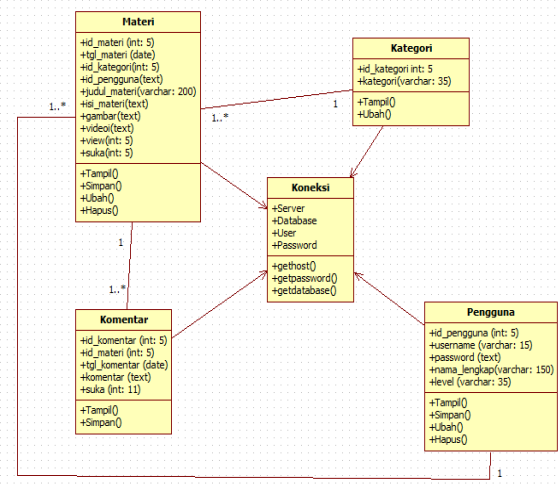 Materi
+id_materi (int: 5)
+tgl_materi (date)
+id_kategori(int: 5)
+id_pengguna(text)
+judul_materi(varchar: 200)
+isi_materi(text)
+gambar(text)
+videoi(text)
+view(int: 5)
+suka(int: 5)
+Tampil()
+Simpan()
+Ubah()
+Hapus()
Kategori
+id_kategori int: 5
+kategori(varchar: 35)
+Tampil()
+Ubah()
1..*
1..*
1
Koneksi
+Server
+Database
+User
+Password
+gethost()
+getpassword()
+getdatabase()
1
1..*
Komentar
+id_komentar (int: 5)
+id_materi (int: 5)
+tgl_komentar (date)
+komentar (text)
+suka (int: 11)
+Tampil()
+Simpan()
Pengguna
+id_pengguna (int: 5)
+username (varchar: 15)
+password (text)
+nama_lengkap(varchar: 150)
+level (varchar: 35)
+Tampil()
+Simpan()
+Ubah()
+Hapus()
1